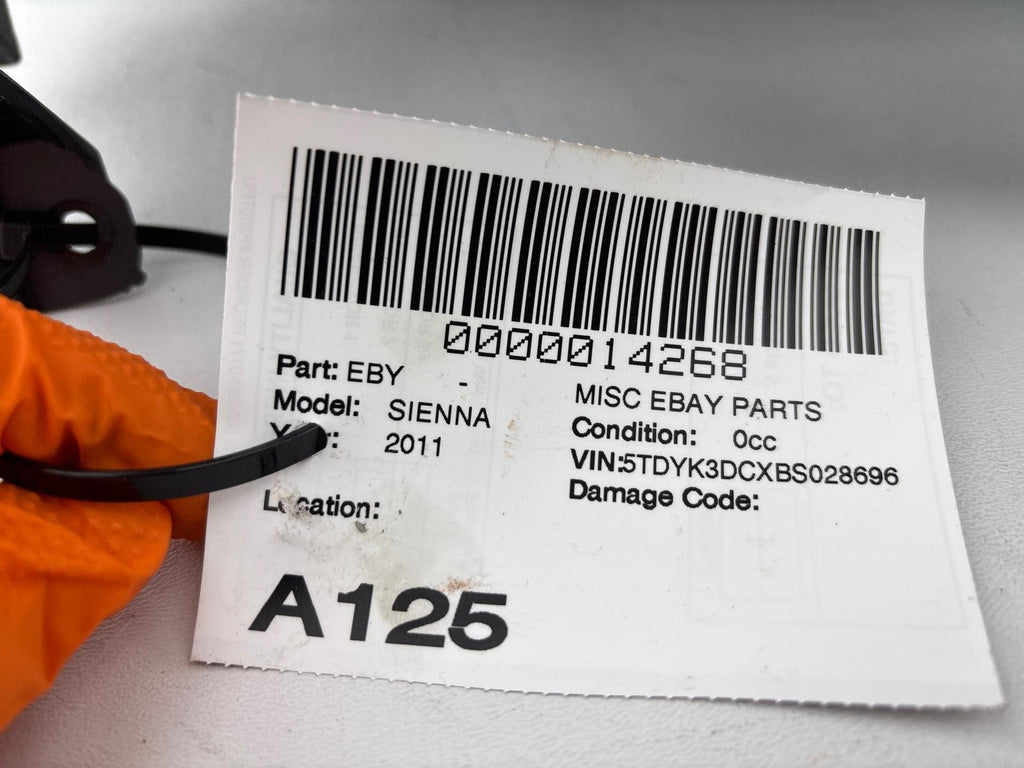 0000014268
Part: EBY - MISC EBAY PARTS
Model: SIENNA Condition: 0cc
2011 VIN:5TDYK3DCXBS028696
Location: Damage Code:
A125